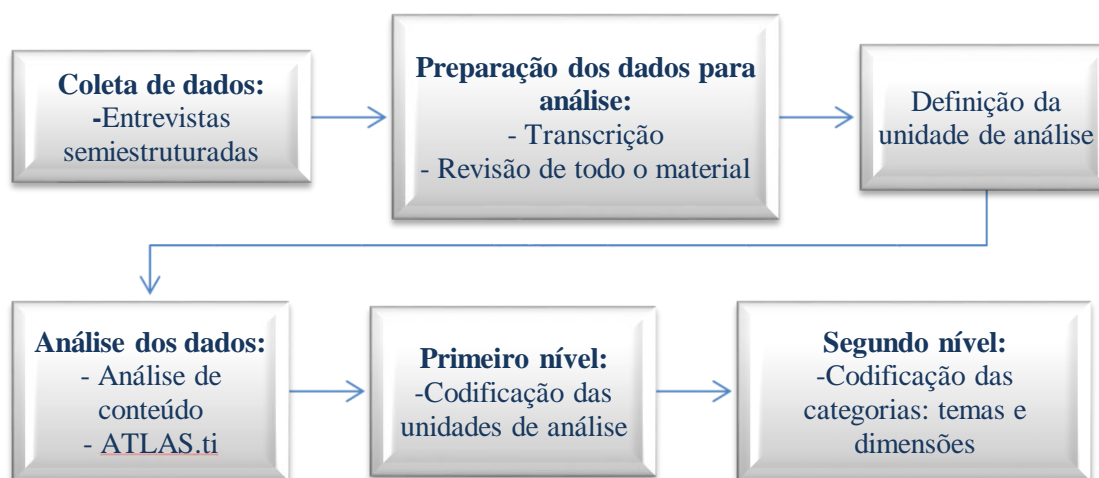 Coleta de dados:
-Entrevistas
semiestruturadas
Preparação dos dados para
análise:
- Transcrição
- Revisão de todo o material
Definição da
unidade de análise
Análise dos dados:
- Análise de
conteúdo
- ATLAS.ti
Primeiro nível:
-Codificação das
unidades de análise
Segundo nível:
-Codificação das
categorias: temas e
dimensões